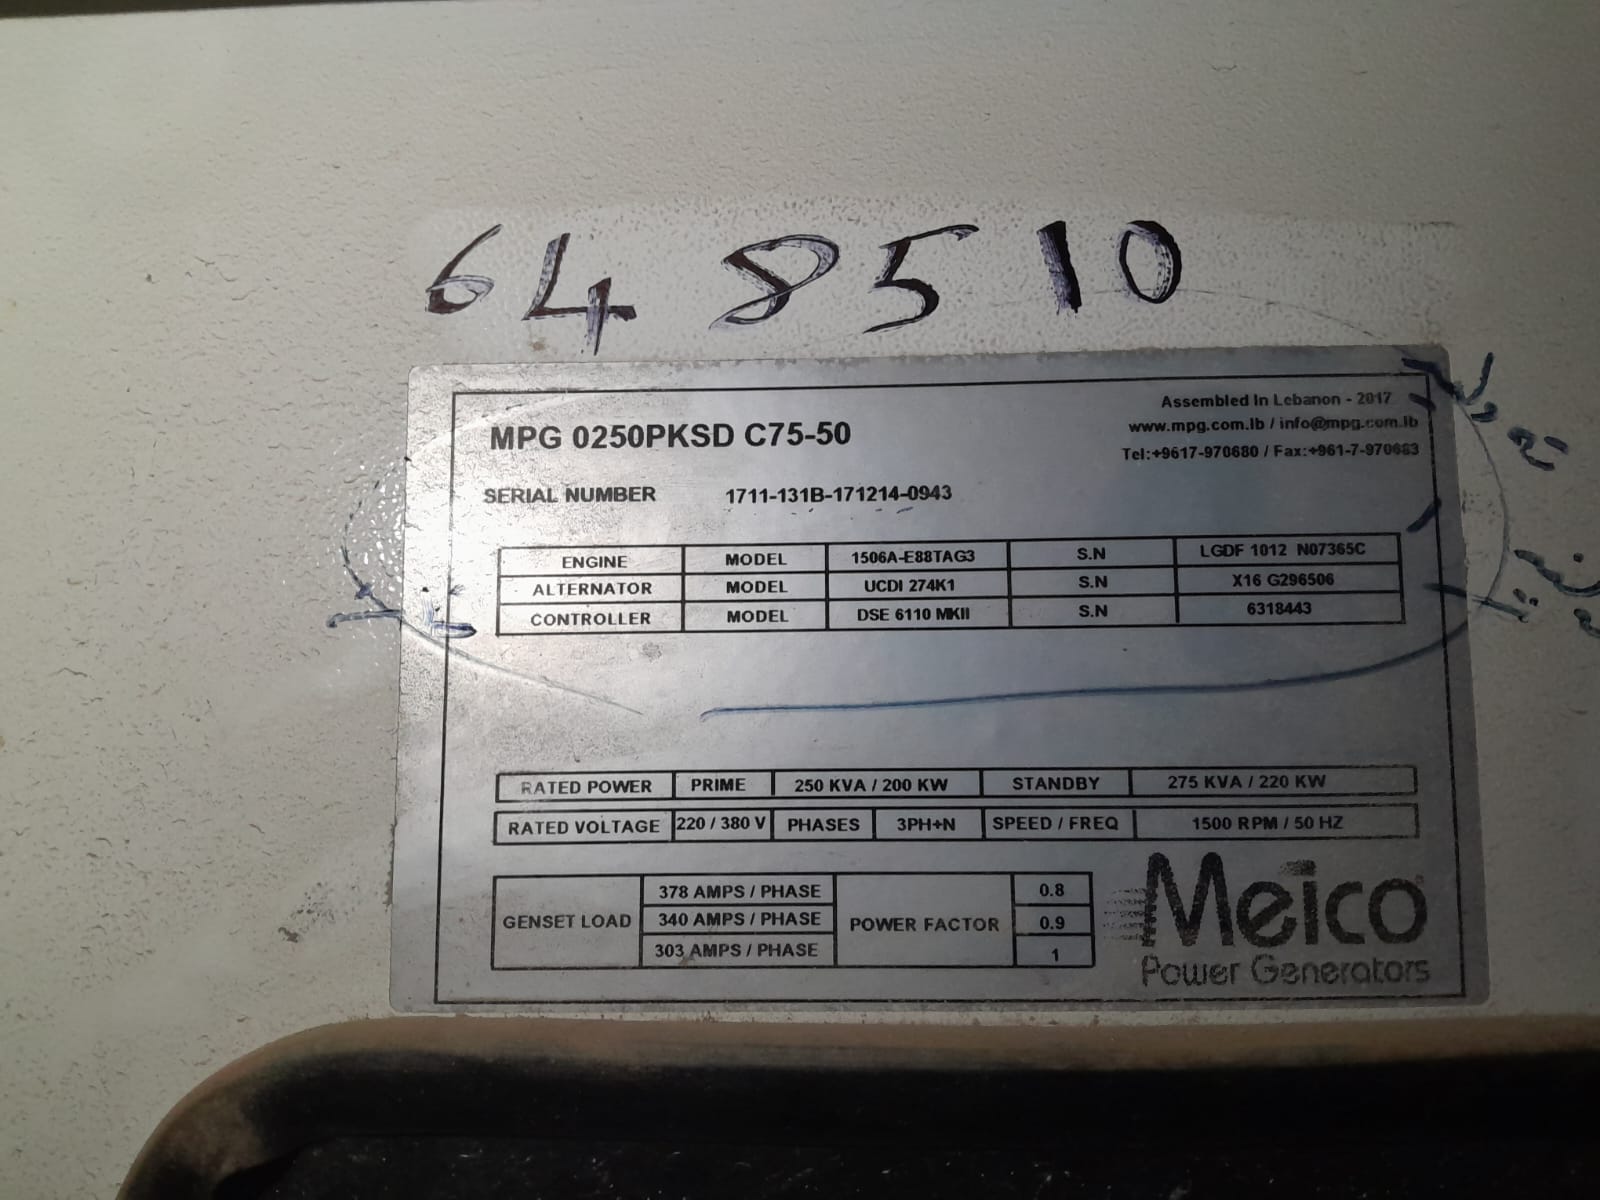 64 85 10
Assembled In Lebanon - 2017
MPG 0250PKSD C75-50
www.mpg.com.lb / info@mpg.com.lb
Tel:+9617-970680 / Fax:+961-7-970683
SERIAL NUMBER 1711-131B-171214-0943
ENGINE MODEL 1506A-E88TAG3 S.N LGDF 1012 N07365C
ALTERNATOR MODEL UCDI 274K1 S.N X16 G296506
CONTROLLER MODEL DSE 6110 MKII S.N 6318443
RATED POWER PRIME 250 KVA / 200 KW STANDBY 275 KVA / 220 KW
RATED VOLTAGE 220 / 380 V PHASES 3PH+N SPEED / FREQ 1500 RPM / 50 HZ
GENSET LOAD 378 AMPS / PHASE POWER FACTOR 0.8
340 AMPS / PHASE 0.9
303 AMPS / PHASE 1
Meico
Power Generators